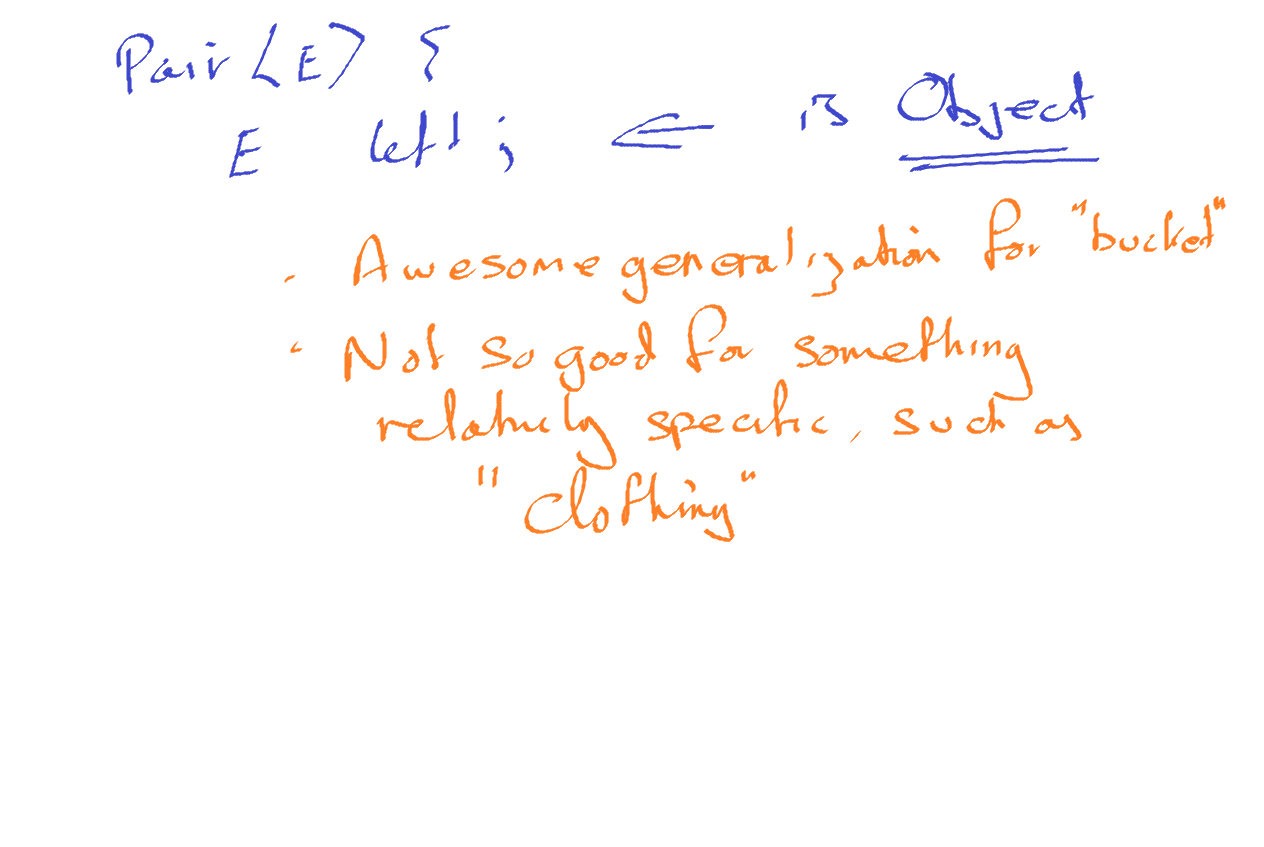 Pair <E> {
E left; ⇐ is Object
· Awesome generalization for "bucket"
· Not so good for something
relatively specific, such as
"clothing"